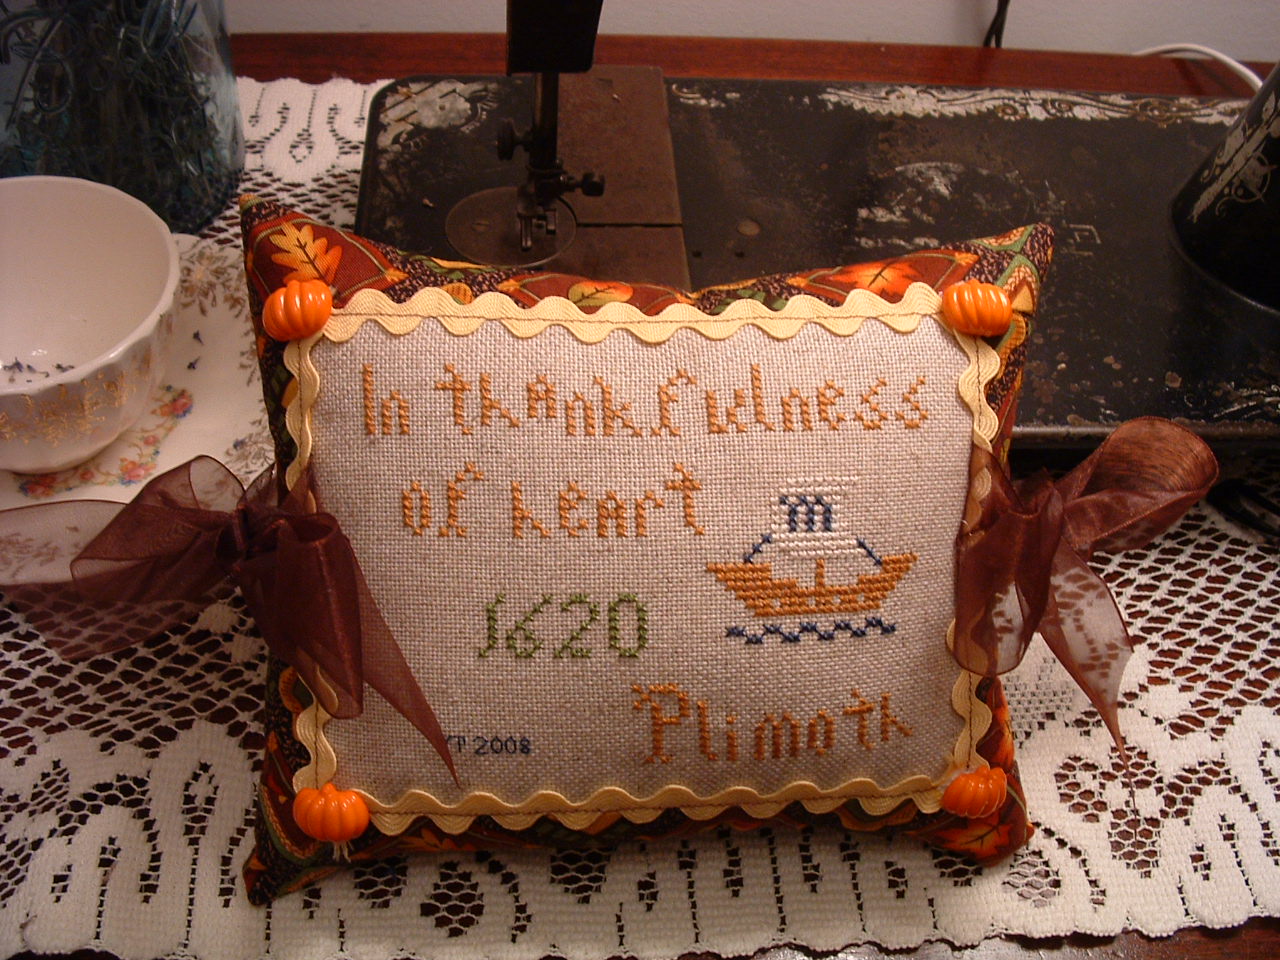 In thankfulness
of heart
m
1620
Plimoth
2008